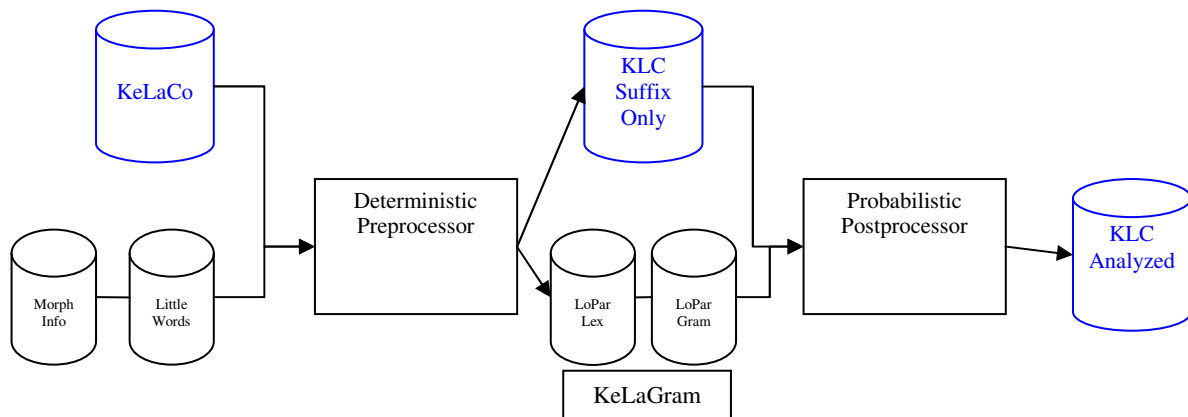 KeLaCo
KLC
Suffix
Only
Deterministic
Preprocessor
Probabilistic
Postprocessor
KLC
Analyzed
Morph
Info
Little
Words
LoPar
Lex
LoPar
Gram
KeLaGram